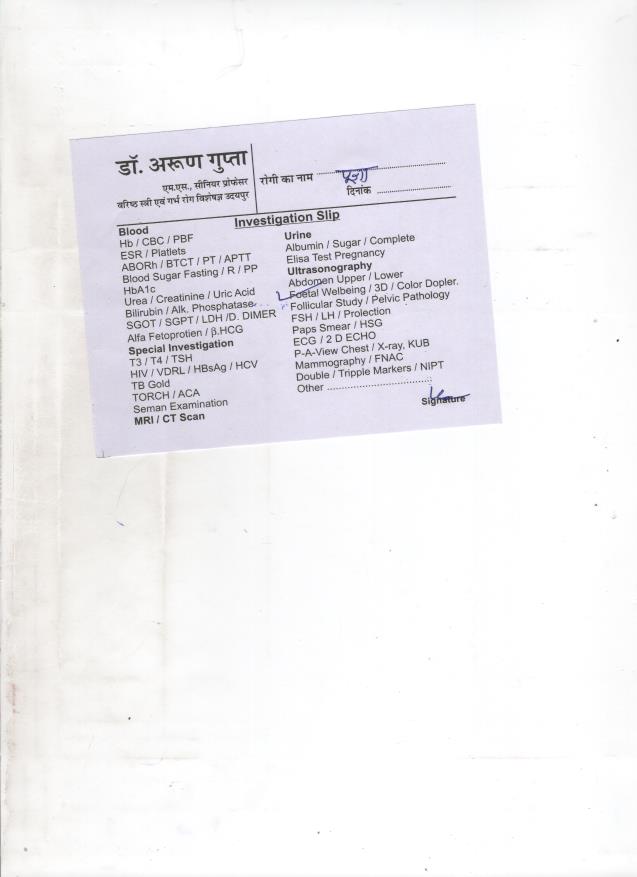 डॉ. अरूण गुप्ता
एम.एस., सीनियर प्रोफेसर
वरिष्ठ स्त्री एवं गर्भ रोग विशेषज्ञ उदयपुर
रोगी का नाम
दिनांक
Investigation Slip
Blood
Hb / CBC / PBF
ESR / Platlets
ABORh / BTCT / PT / APTT
Blood Sugar Fasting / R / PP
HbA1c
Urea / Creatinine / Uric Acid
Bilirubin / Alk. Phosphatase
SGOT / SGPT / LDH /D. DIMER
Alfa Fetoprotien / β.HCG
Special Investigation
T3 / T4 / TSH
HIV / VDRL / HBsAg / HCV
TB Gold
TORCH / ACA
Seman Examination
MRI / CT Scan
Urine
Albumin / Sugar / Complete
Elisa Test Pregnancy
Ultrasonography
Abdomen Upper / Lower
Foetal Welbeing / 3D / Color Dopler.
Follicular Study / Pelvic Pathology
FSH / LH / Prolection
Paps Smear / HSG
ECG / 2 D ECHO
P-A-View Chest / X-ray, KUB
Mammography / FNAC
Double / Tripple Markers / NIPT
Other
Signature